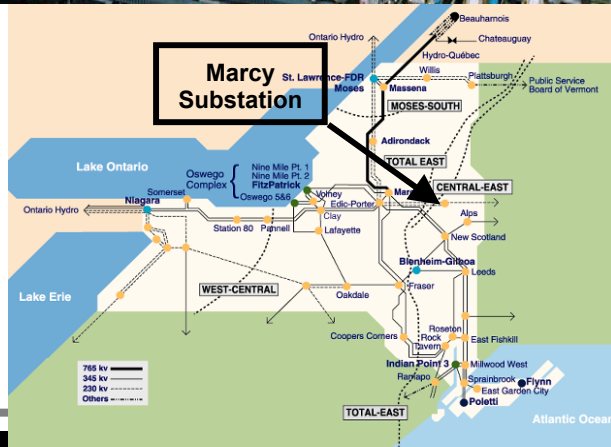 Beauharnois
Ontario Hydro
Chateauguay
Hydro-Québec
Marcy
Substation
St. Lawrence-FDR
Moses
Willis
Plattsburgh
Massena
Public Service
Board of Vermont
MOSES-SOUTH
Adirondack
TOTAL EAST
Lake Ontario
Oswego
Complex
Nine Mile Pt. 1
Nine Mile Pt. 2
FitzPatrick
Oswego 5&6
Volney
CENTRAL-EAST
Somerset
Niagara
Ontario Hydro
Edic-Porter
Clay
Alps
Station 80
Pannell
Lafayette
New Scotland
Blenheim-Gilboa
Leeds
Lake Erie
WEST-CENTRAL
Oakdale
Fraser
Coopers Corners
Roseton
Rock
Tavern
East Fishkill
765 kv
345 kv
230 kv
Others
Indian Point 3
Millwood West
Ramapo
Sprainbrook
Flynn
East Garden City
Poletti
TOTAL-EAST
Atlantic Ocean